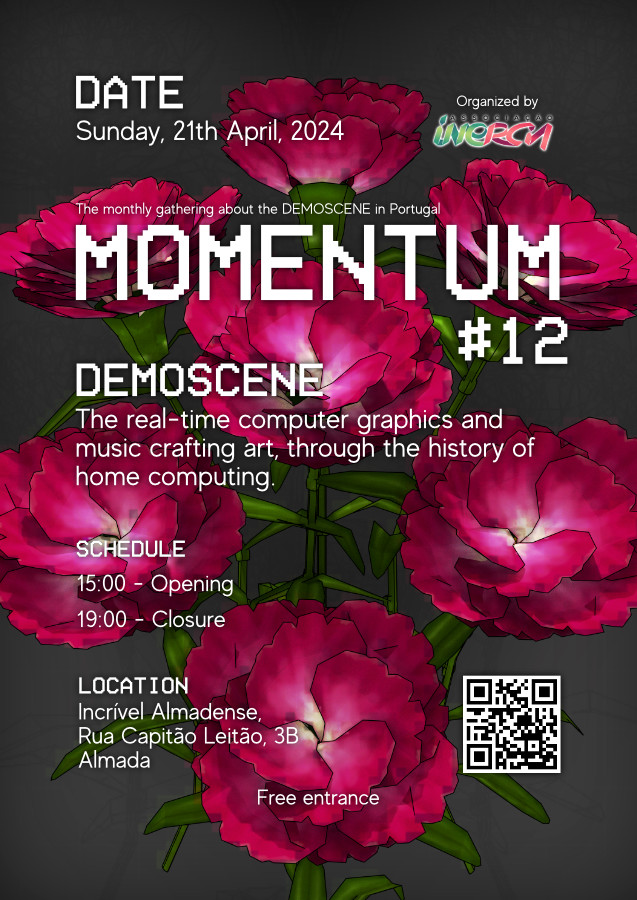 DATE
Sunday, 21th April, 2024
Organized by
ASSOCIAÇÃO
inERCIA
The monthly gathering about the DEMOSCENE in Portugal
MOMENTUM
#12
DEMOSCENE
The real-time computer graphics and
music crafting art, through the history of
home computing.
SCHEDULE
15:00 - Opening
19:00 - Closure
LOCATION
Incrível Almadense,
Rua Capitão Leitão, 3B
Almada
Free entrance